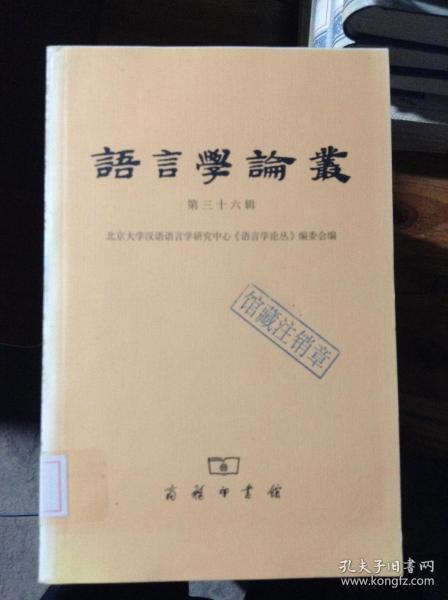 語言學論叢
第三十六辑
北京大学汉语语言学研究中心《语言学论丛》编委会编
馆藏注销章
商務印書館
孔夫子旧书网
www.kongfz.com